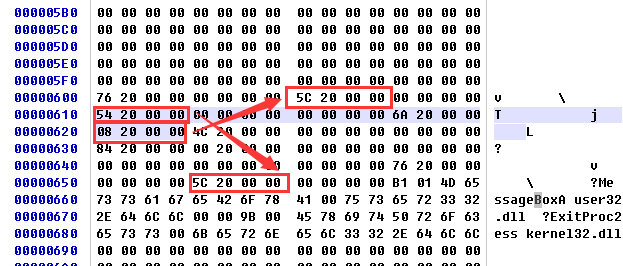 000005B0 00 00 00 00 00 00 00 00 00 00 00 00 00 00 00 00
000005C0 00 00 00 00 00 00 00 00 00 00 00 00 00 00 00 00
000005D0 00 00 00 00 00 00 00 00 00 00 00 00 00 00 00 00
000005E0 00 00 00 00 00 00 00 00 00 00 00 00 00 00 00 00
000005F0 00 00 00 00 00 00 00 00 00 00 00 00 00 00 00 00
00000600 76 20 00 00 00 00 00 00 5C 20 00 00 00 00 00 00 v \
00000610 54 20 00 00 00 00 00 00 00 00 00 00 6A 20 00 00 T j
00000620 08 20 00 00 4C 20 00 00 00 00 00 00 00 00 00 00 L
00000630 84 20 00 00 00 20 00 00 00 00 00 00 00 00 00 00 ?
00000640 00 00 00 00 00 00 00 00 00 00 00 00 76 20 00 00 v
00000650 00 00 00 00 5C 20 00 00 00 00 00 00 B1 01 4D 65 \ ?Me
00000660 73 73 61 67 65 42 6F 78 41 00 75 73 65 72 33 32 ssageBoxA user32
00000670 2E 64 6C 6C 00 00 9B 00 45 78 69 74 50 72 6F 63 .dll ?ExitProc2
00000680 65 73 73 00 6B 65 72 6E 65 6C 33 32 2E 64 6C 6C ess kernel32.dll
00000690 00 00 00 00 00 00 00 00 00 00 00 00 00 00 00 00